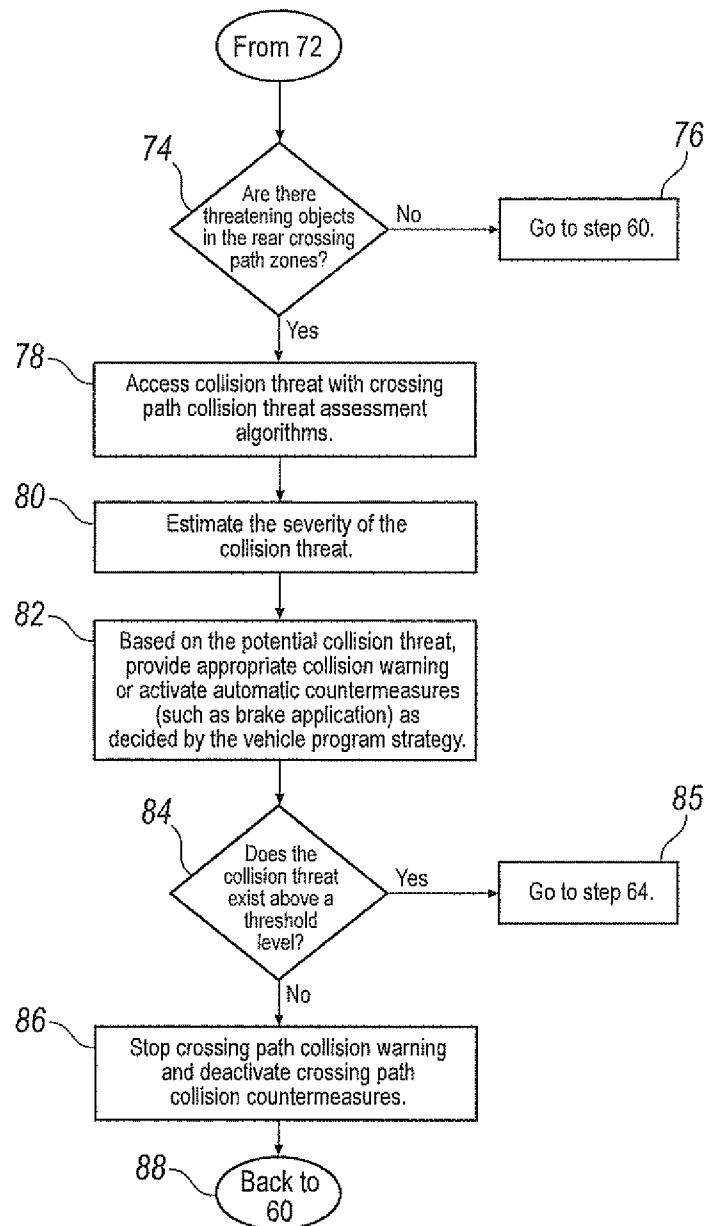 From 72
74
Are there
threatening objects
in the rear crossing
path zones?
No
76
Go to step 60.
Yes
78
Access collision threat with crossing
path collision threat assessment
algorithms.
80
Estimate the severity of the
collision threat.
82
Based on the potential collision threat,
provide appropriate collision warning
or activate automatic countermeasures
(such as brake application) as
decided by the vehicle program strategy.
84
Does the
collision threat
exist above a
threshold
level?
Yes
85
Go to step 64.
No
86
Stop crossing path collision warning
and deactivate crossing path
collision countermeasures.
88
Back to
60